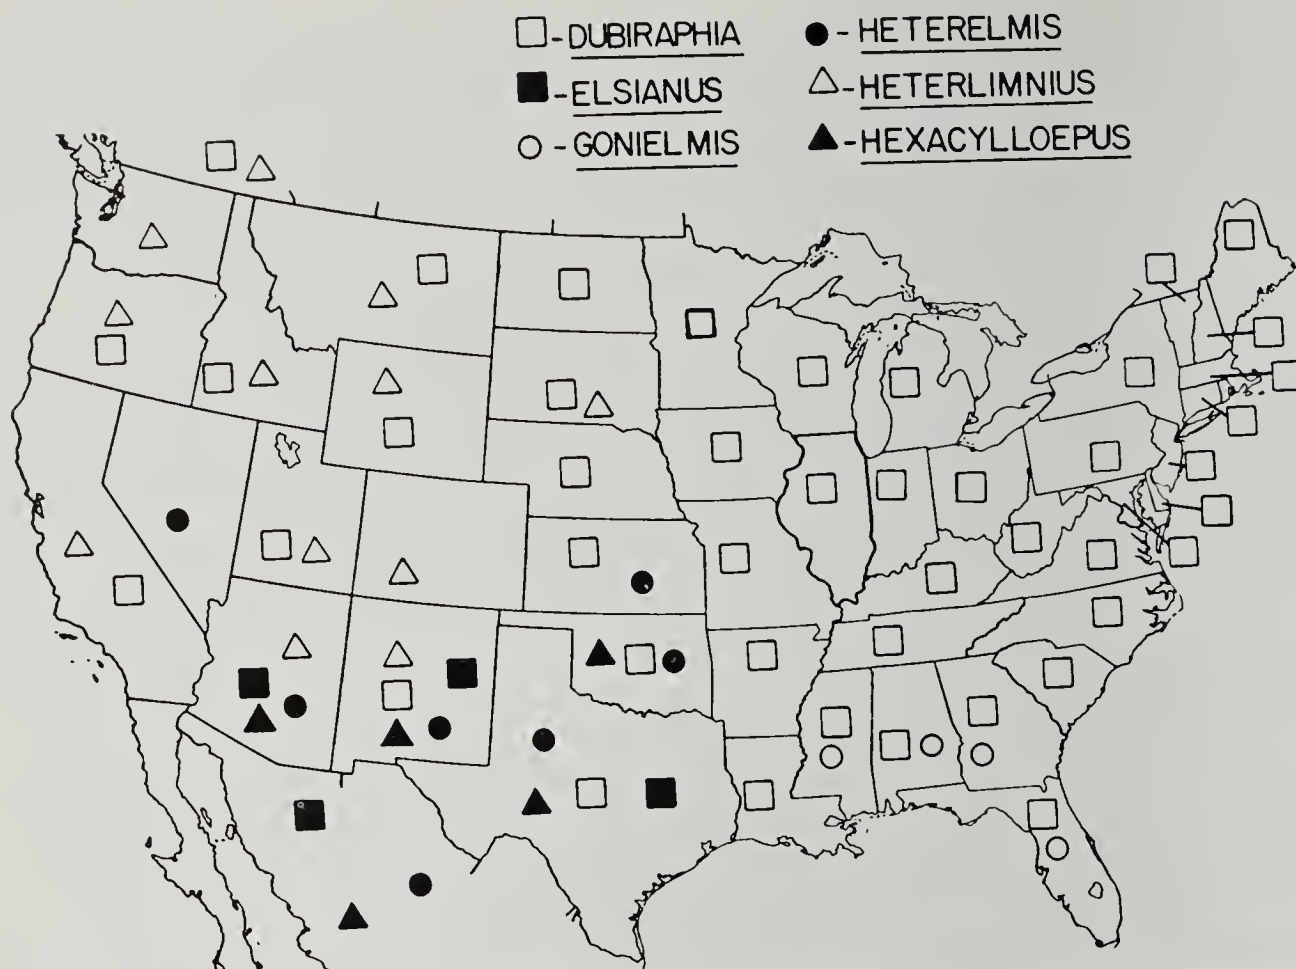 □-DUBIRAPHIA
■-ELSIANUS
○-GONIELMIS
●-HETERELMIS
△-HETERLIMNIUS
▲-HEXACYLLOEPUS